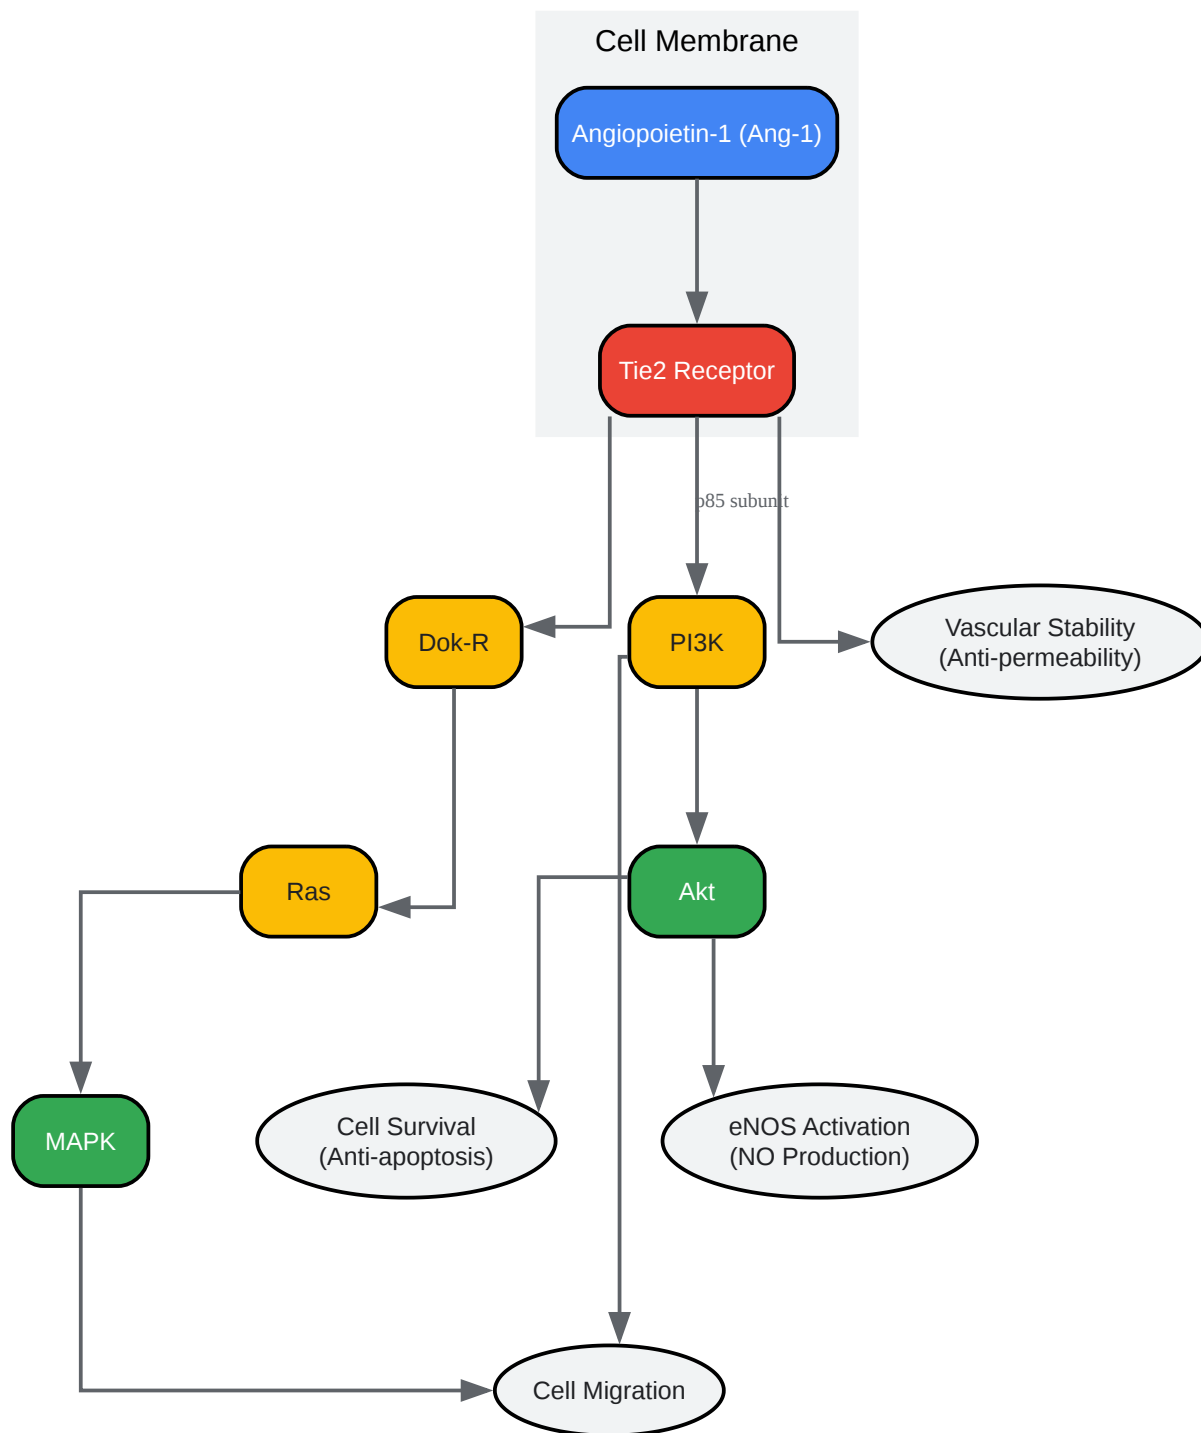 Cell Membrane
Angiopoietin-1 (Ang-1)
Tie2 Receptor
p85 subunit
Dok-R
PI3K
Vascular Stability
(Anti-permeability)
Ras
Akt
MAPK
Cell Survival
(Anti-apoptosis)
eNOS Activation
(NO Production)
Cell Migration